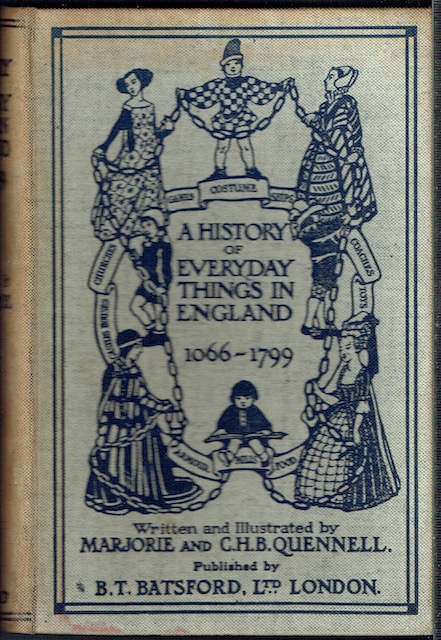 GAMES COSTUME SHIPS
A HISTORY
OF
EVERYDAY
THINGS IN
ENGLAND
1066–1799
CHURCHES
COACHES
ARMOUR MILLS FOOD
Written and Illustrated by
MARJORIE AND C.H.B. QUENNELL.
Published by
B.T. BATSFORD, LTD LONDON.